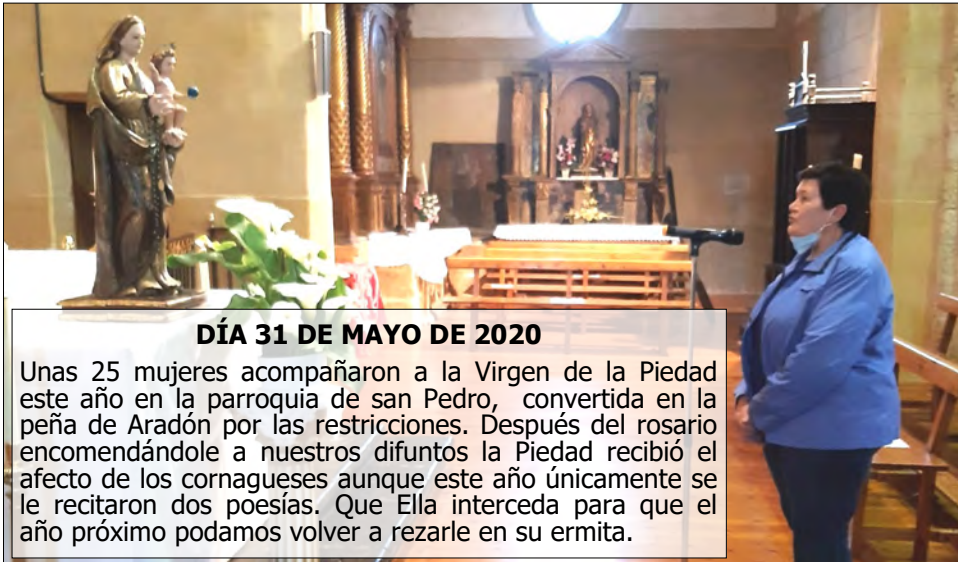 DÍA 31 DE MAYO DE 2020
Unas 25 mujeres acompañaron a la Virgen de la Piedad
este año en la parroquia de san Pedro, convertida en la
peña de Aradón por las restricciones. Después del rosario
encomendándole a nuestros difuntos la Piedad recibió el
afecto de los cornagueses aunque este año únicamente se
le recitaron dos poesías. Que Ella interceda para que el
año próximo podamos volver a rezarle en su ermita.